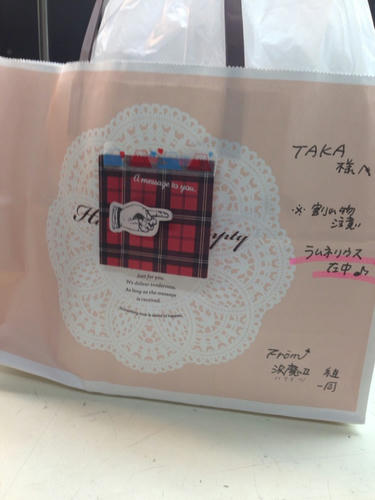 A message to you.
Just for you.
We deliver tenderness.
As long as the message
is received.
TAKA
様へ
※割れ物
注意
ラムネリウス
在中♪
From
組
一同